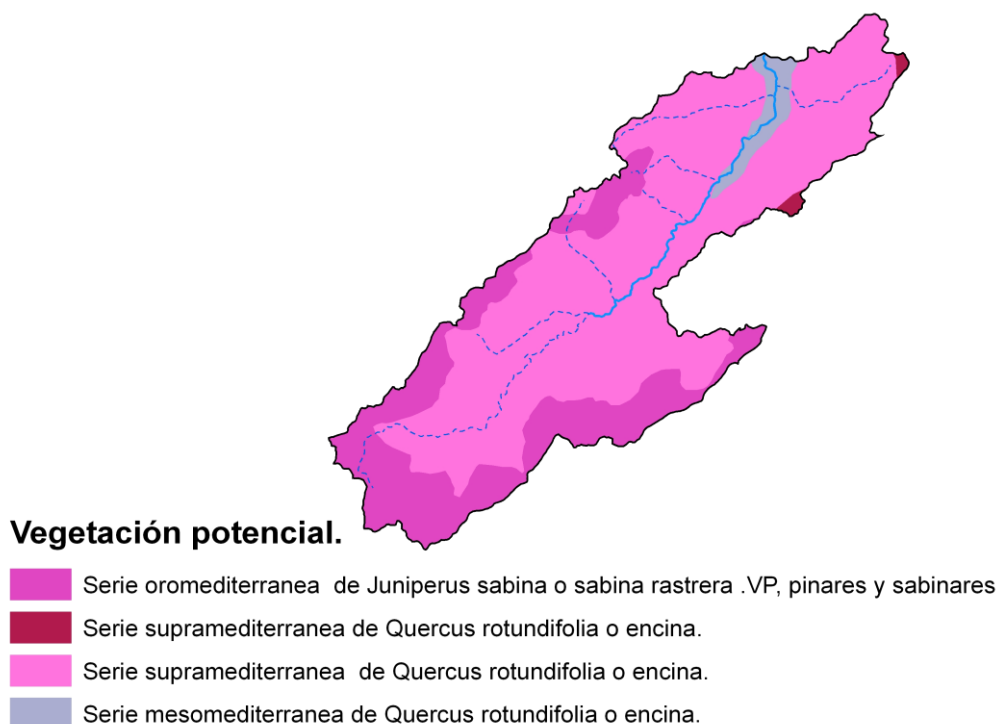 Vegetación potencial.
Serie oromediterranea de Juniperus sabina o sabina rastrera .VP, pinares y sabinares
Serie supramediterranea de Quercus rotundifolia o encina.
Serie supramediterranea de Quercus rotundifolia o encina.
Serie mesomediterranea de Quercus rotundifolia o encina.